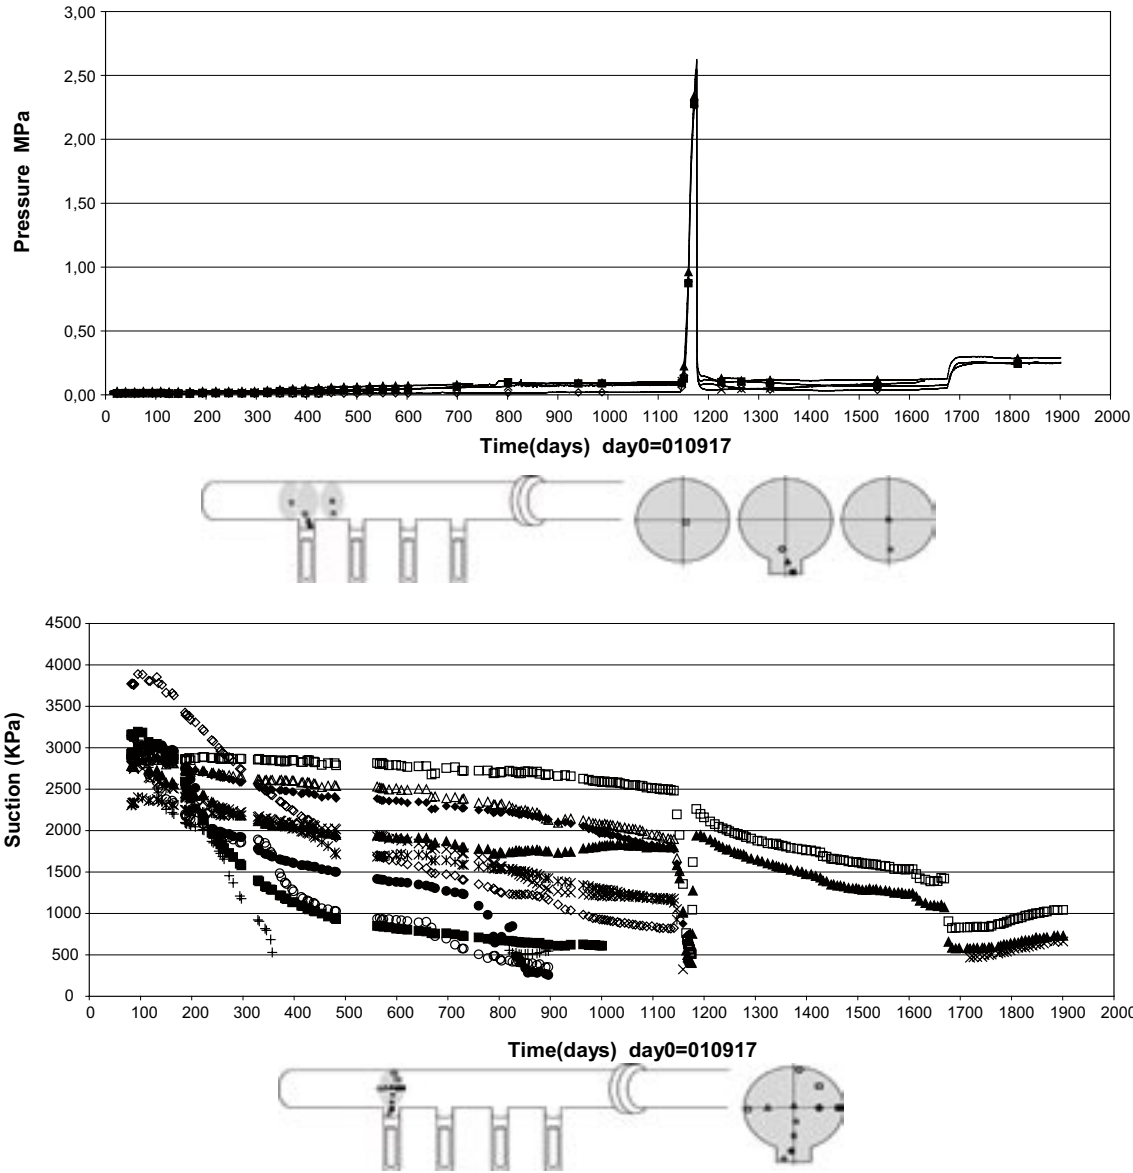 3,00
2,50
2,00
1,50
1,00
0,50
0,00
Pressure MPa
0 100 200 300 400 500 600 700 800 900 1000 1100 1200 1300 1400 1500 1600 1700 1800 1900 2000
Time(days) day0=010917
4500
4000
3500
3000
2500
2000
1500
1000
500
0
Suction (KPa)
0 100 200 300 400 500 600 700 800 900 1000 1100 1200 1300 1400 1500 1600 1700 1800 1900 2000
Time(days) day0=010917